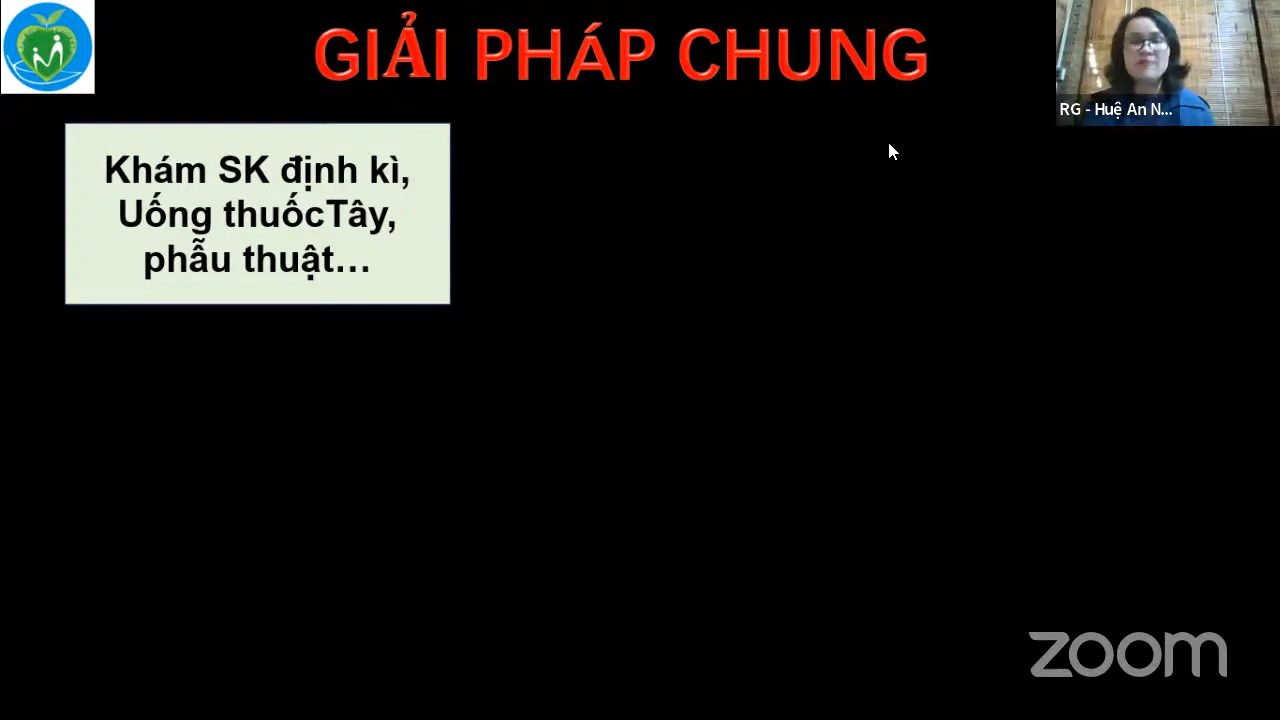 GIẢI PHÁP CHUNG
RG - Huệ An N...
Khám SK định kì,
Uống thuốcTây,
phẫu thuật...
zoom